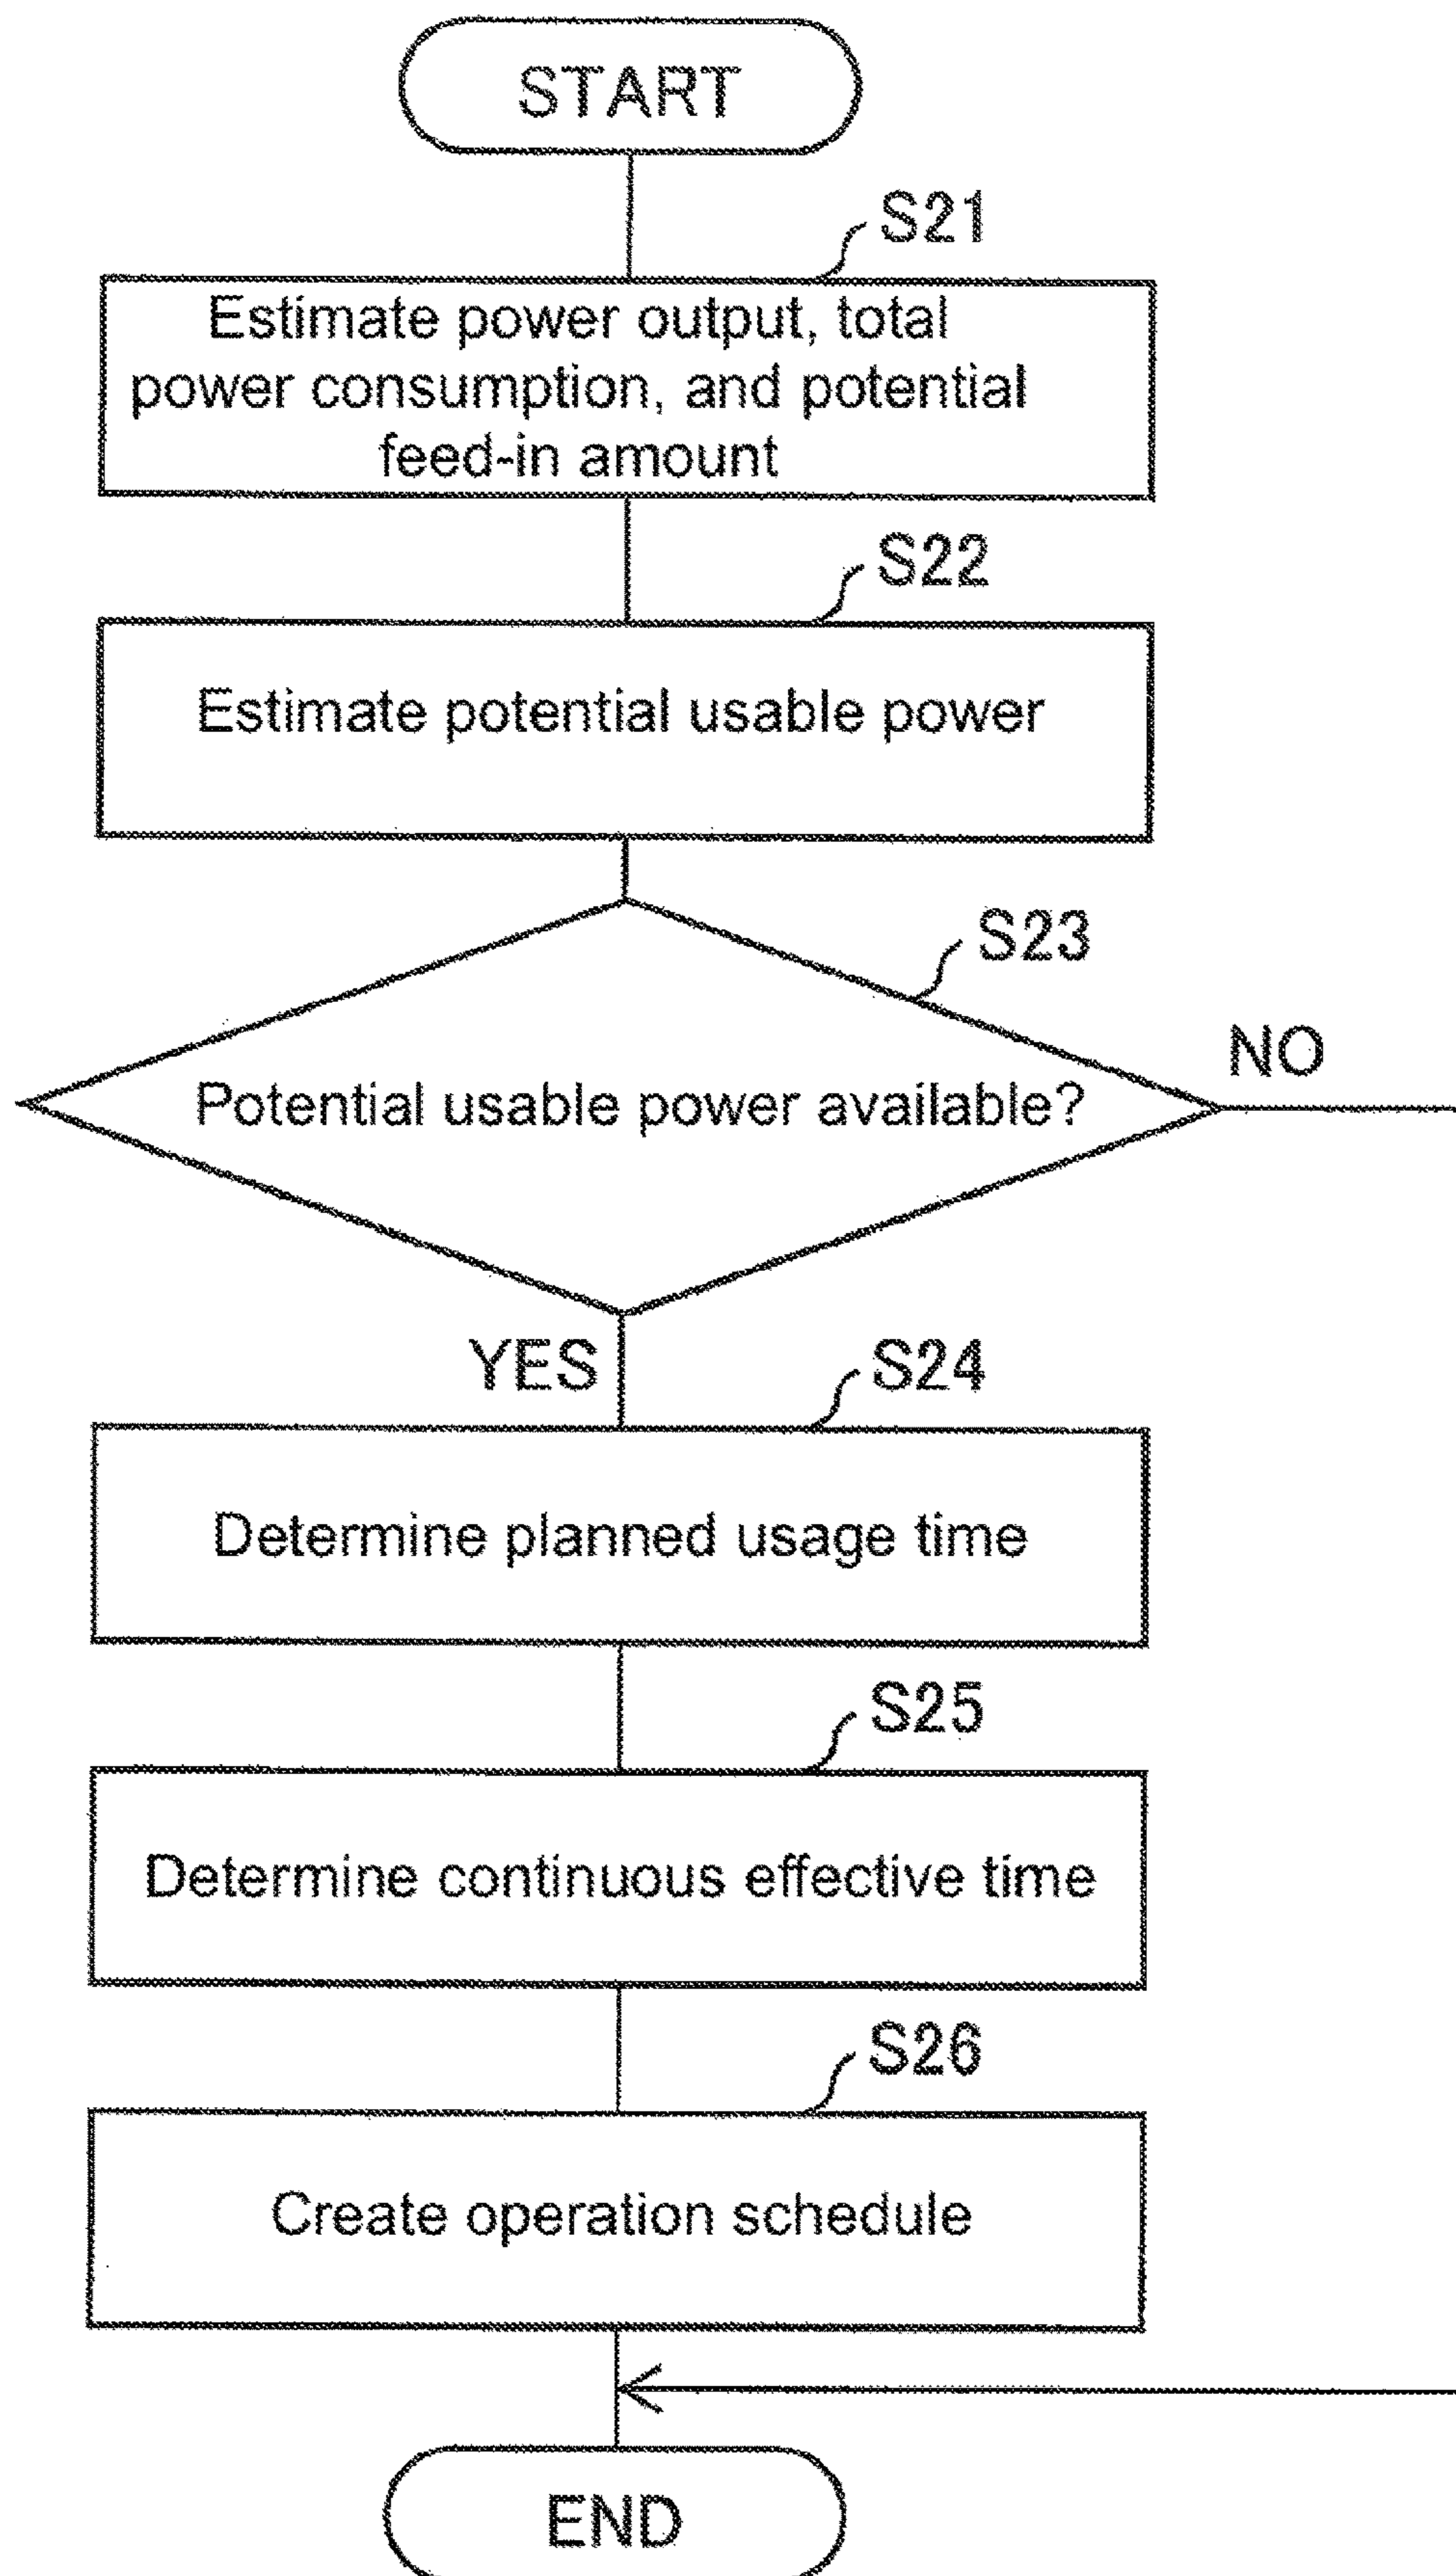 START
S21
Estimate power output, total
power consumption, and potential
feed-in amount
S22
Estimate potential usable power
S23
NO
Potential usable power available?
YES
S24
Determine planned usage time
S25
Determine continuous effective time
S26
Create operation schedule
END